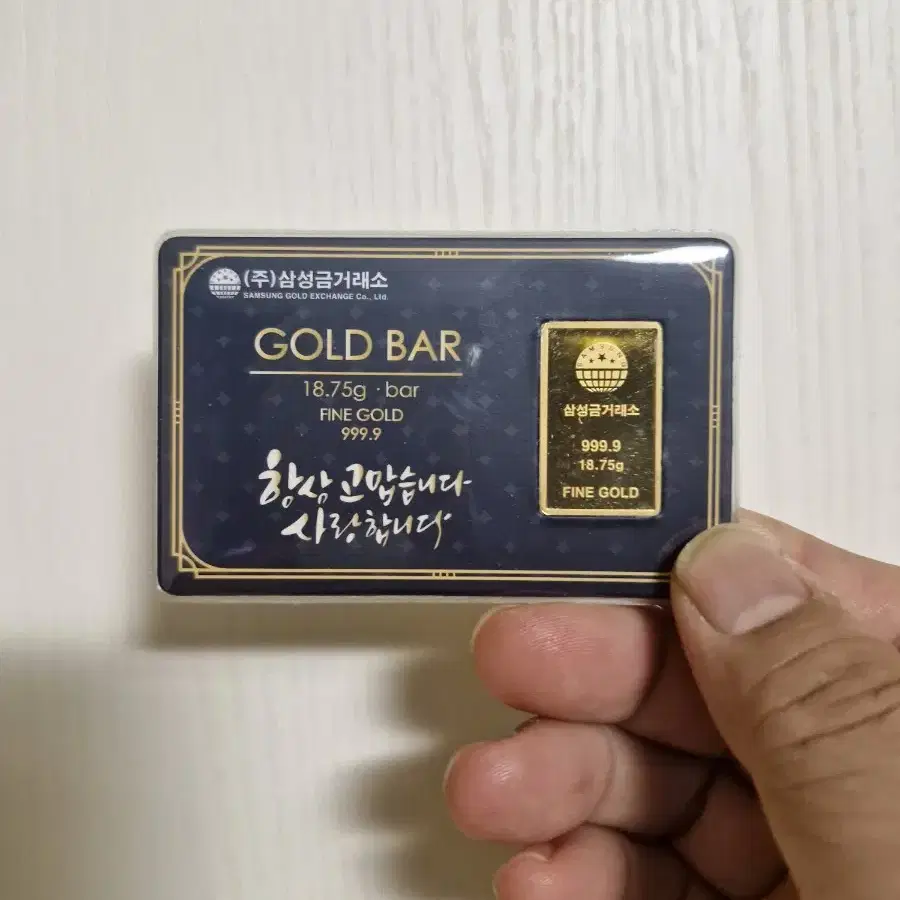 (주)삼성금거래소
SAMSUNG GOLD EXCHANGE Co., Ltd.
GOLD BAR
18.75g · bar
FINE GOLD
999.9
항상 고맙습니다
사랑합니다
SAMSUNG
삼성금거래소
999.9
18.75g
FINE GOLD